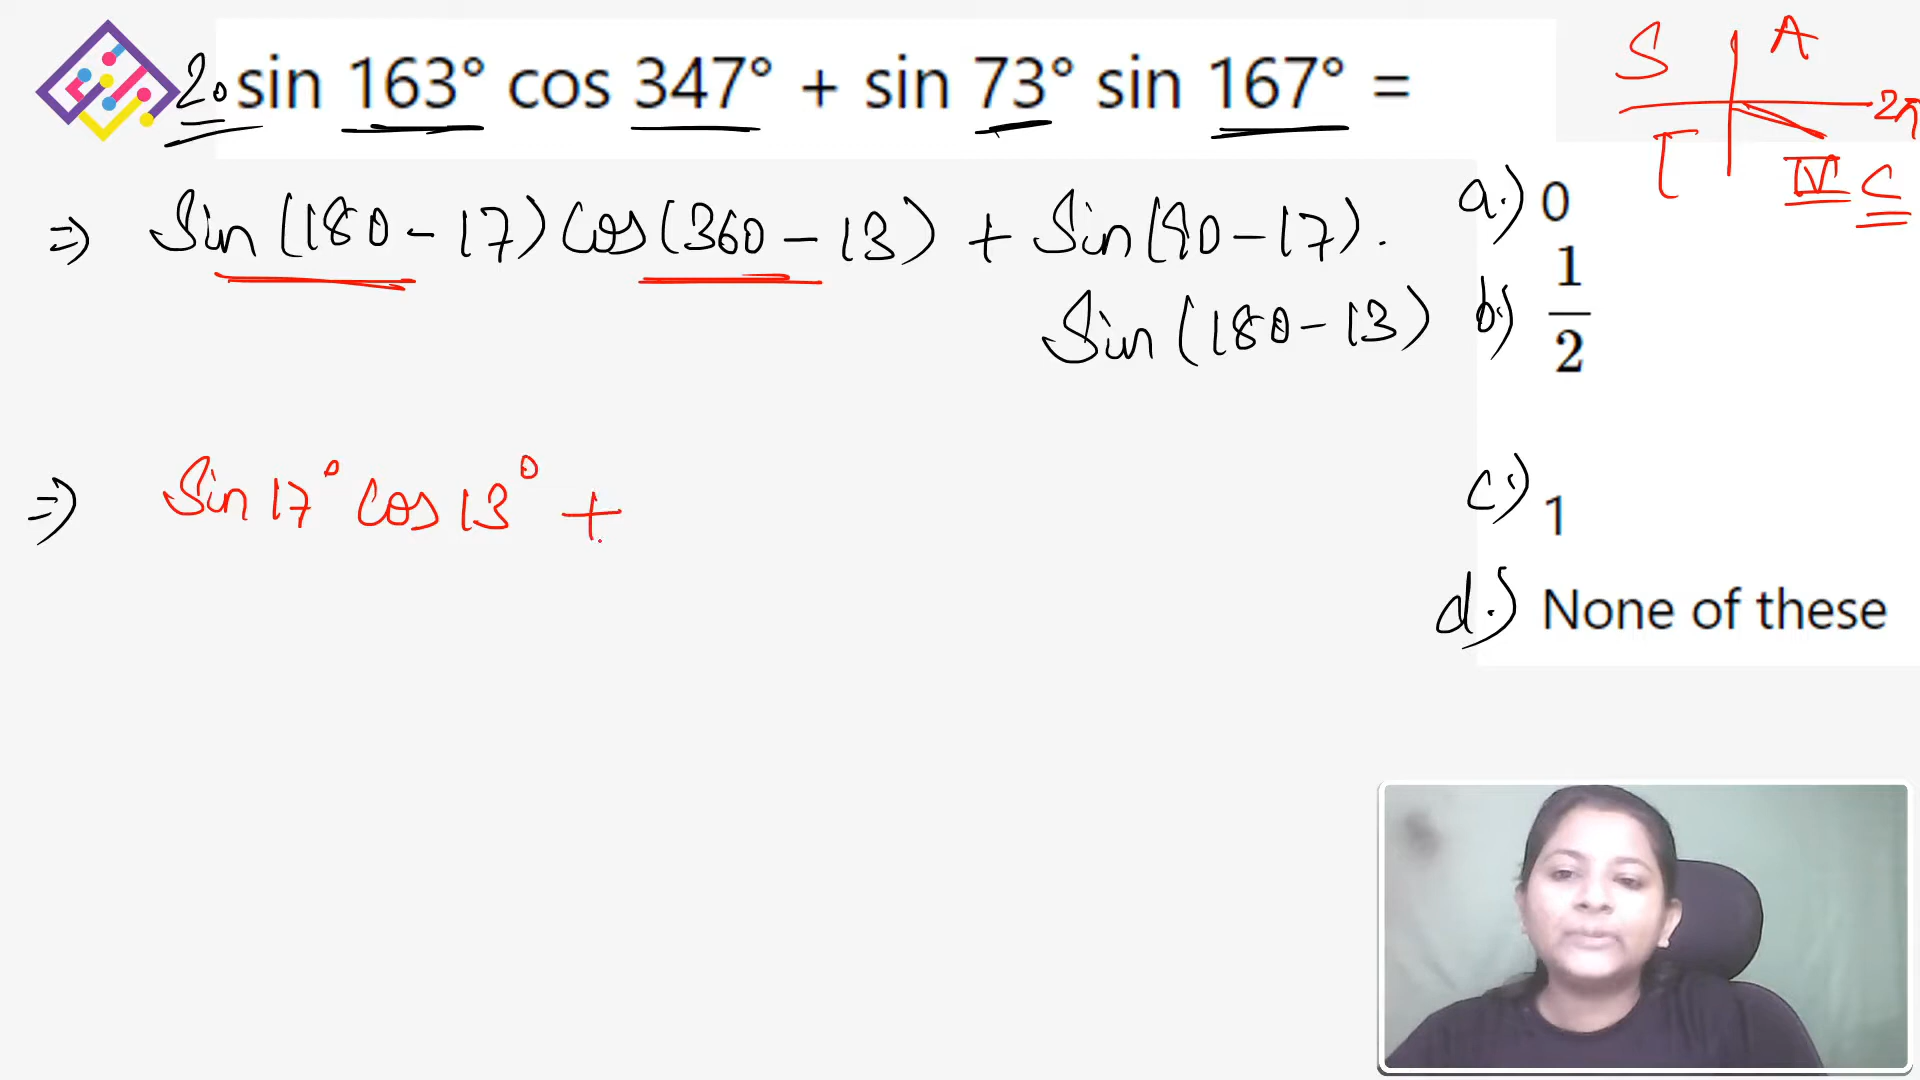 2. sin 163° cos 347° + sin 73° sin 167° =
S A
2π
T IV C
⇒ Sin (180 - 17) Cos (360 - 13) + Sin (90 - 17) .
Sin (180 - 13)
a.) 0
b.) 1/2
⇒ Sin 17° Cos 13° +
c.) 1
d.) None of these